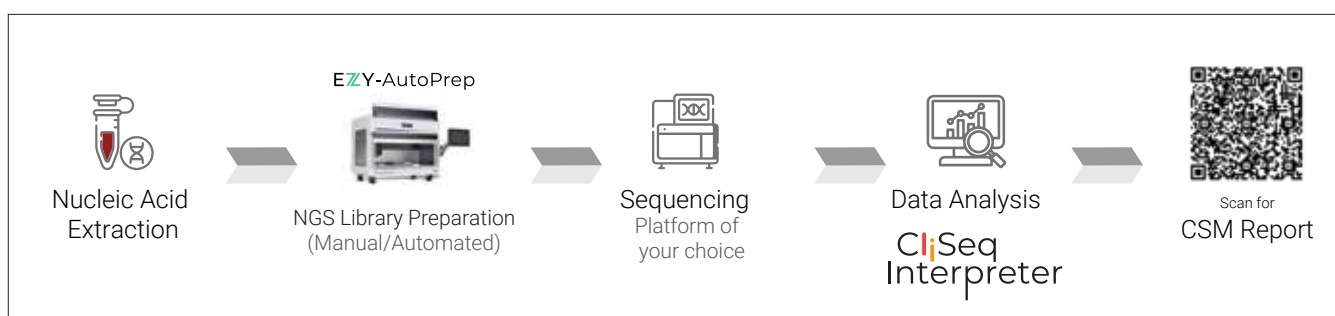 EZY-AutoPrep
Nucleic Acid
Extraction
NGS Library Preparation
(Manual/Automated)
Sequencing
Platform of
your choice
Data Analysis
CliSeq
Interpreter
Scan for
CSM Report